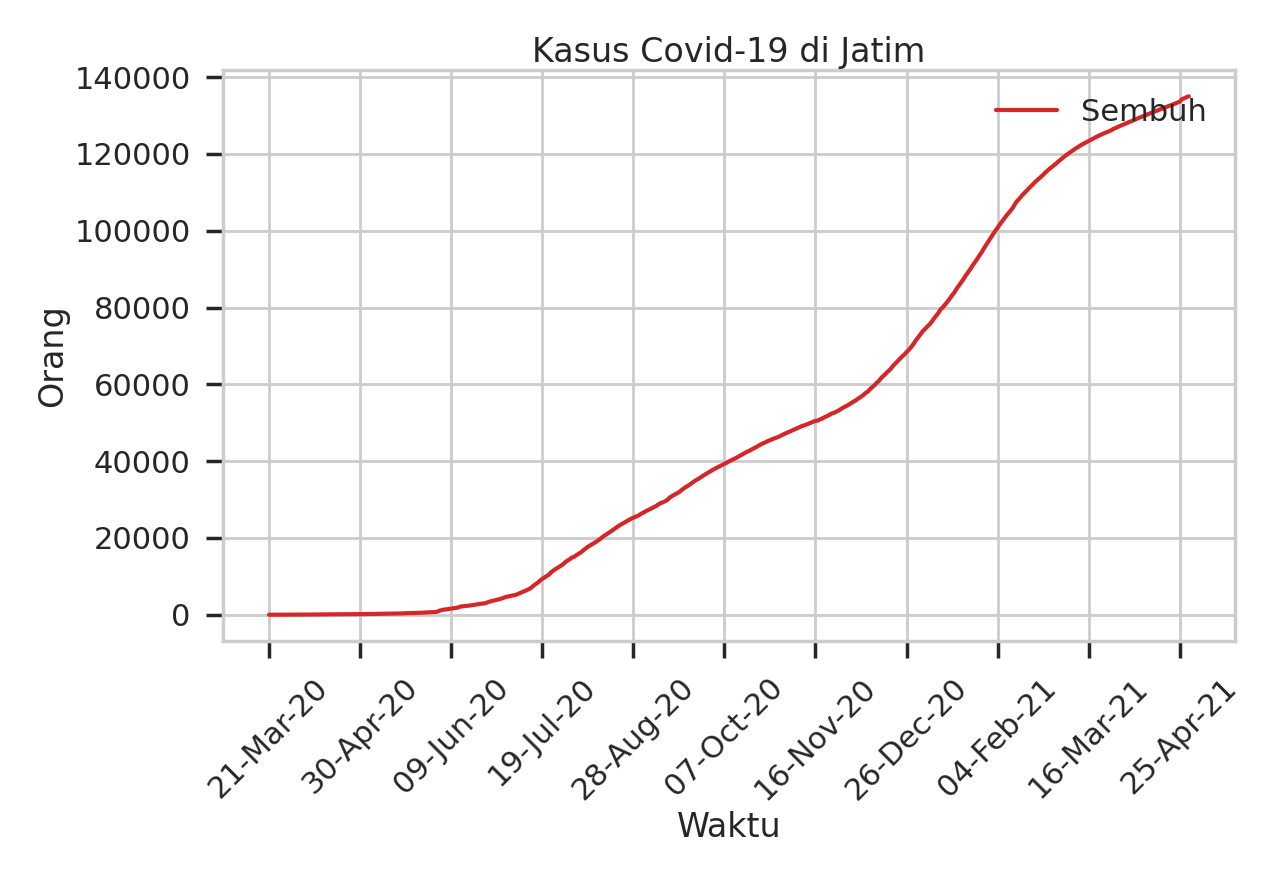 Kasus Covid-19 di Jatim
Sembuh
Orang
140000
120000
100000
80000
60000
40000
20000
0
21-Mar-20
30-Apr-20
09-Jun-20
19-Jul-20
28-Aug-20
07-Oct-20
16-Nov-20
26-Dec-20
04-Feb-21
16-Mar-21
25-Apr-21
Waktu